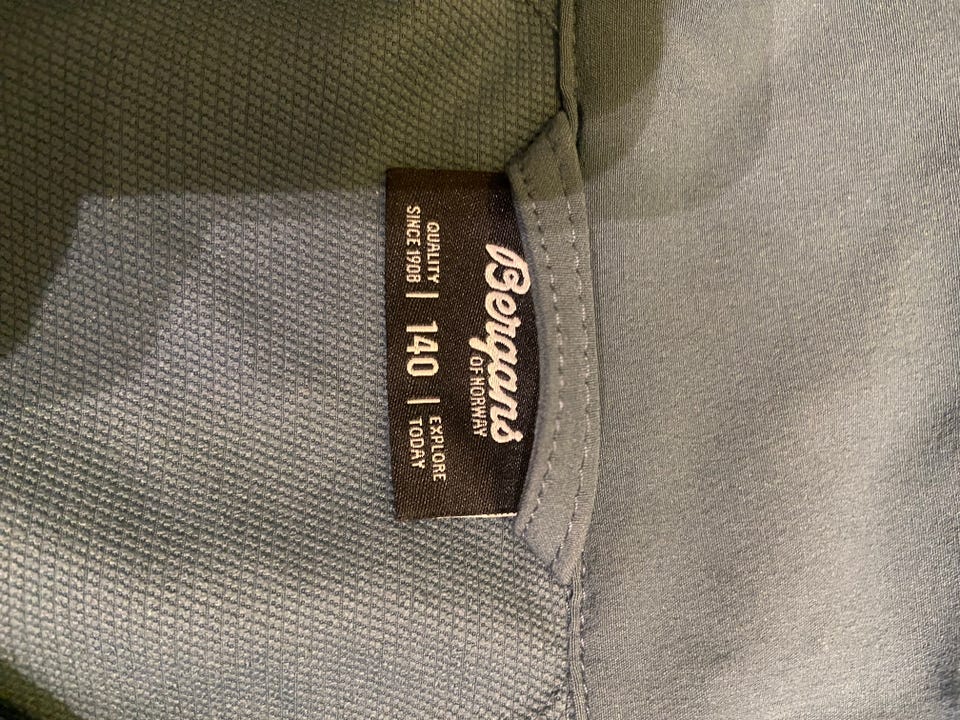 Bergans
OF NORWAY
QUALITY
SINCE 1908 | 140 | EXPLORE
TODAY